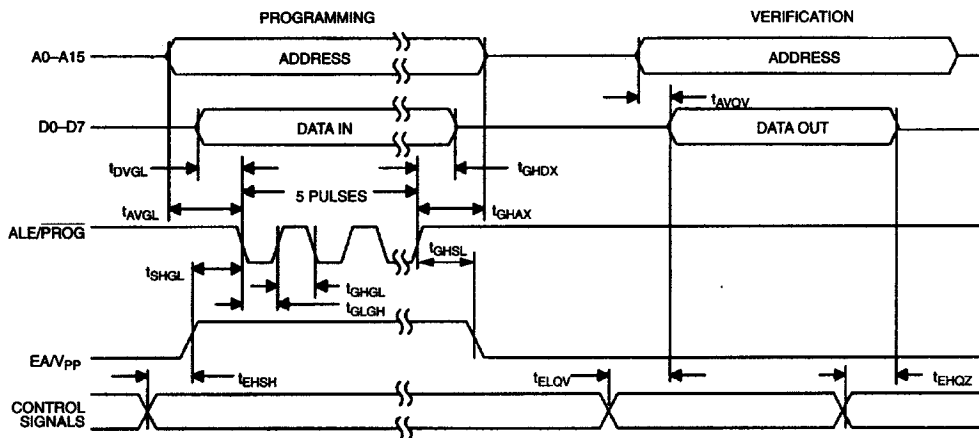 PROGRAMMING
VERIFICATION
A0–A15
ADDRESS
ADDRESS
tAVQV
D0–D7
DATA IN
DATA OUT
tDVGL
tGHDX
5 PULSES
tAVGL
tGHAX
ALE/PROG
tGHSL
tSHGL
tGHGL
tGLGH
EA/VPP
tEHSH
tELQV
tEHQZ
CONTROL
SIGNALS